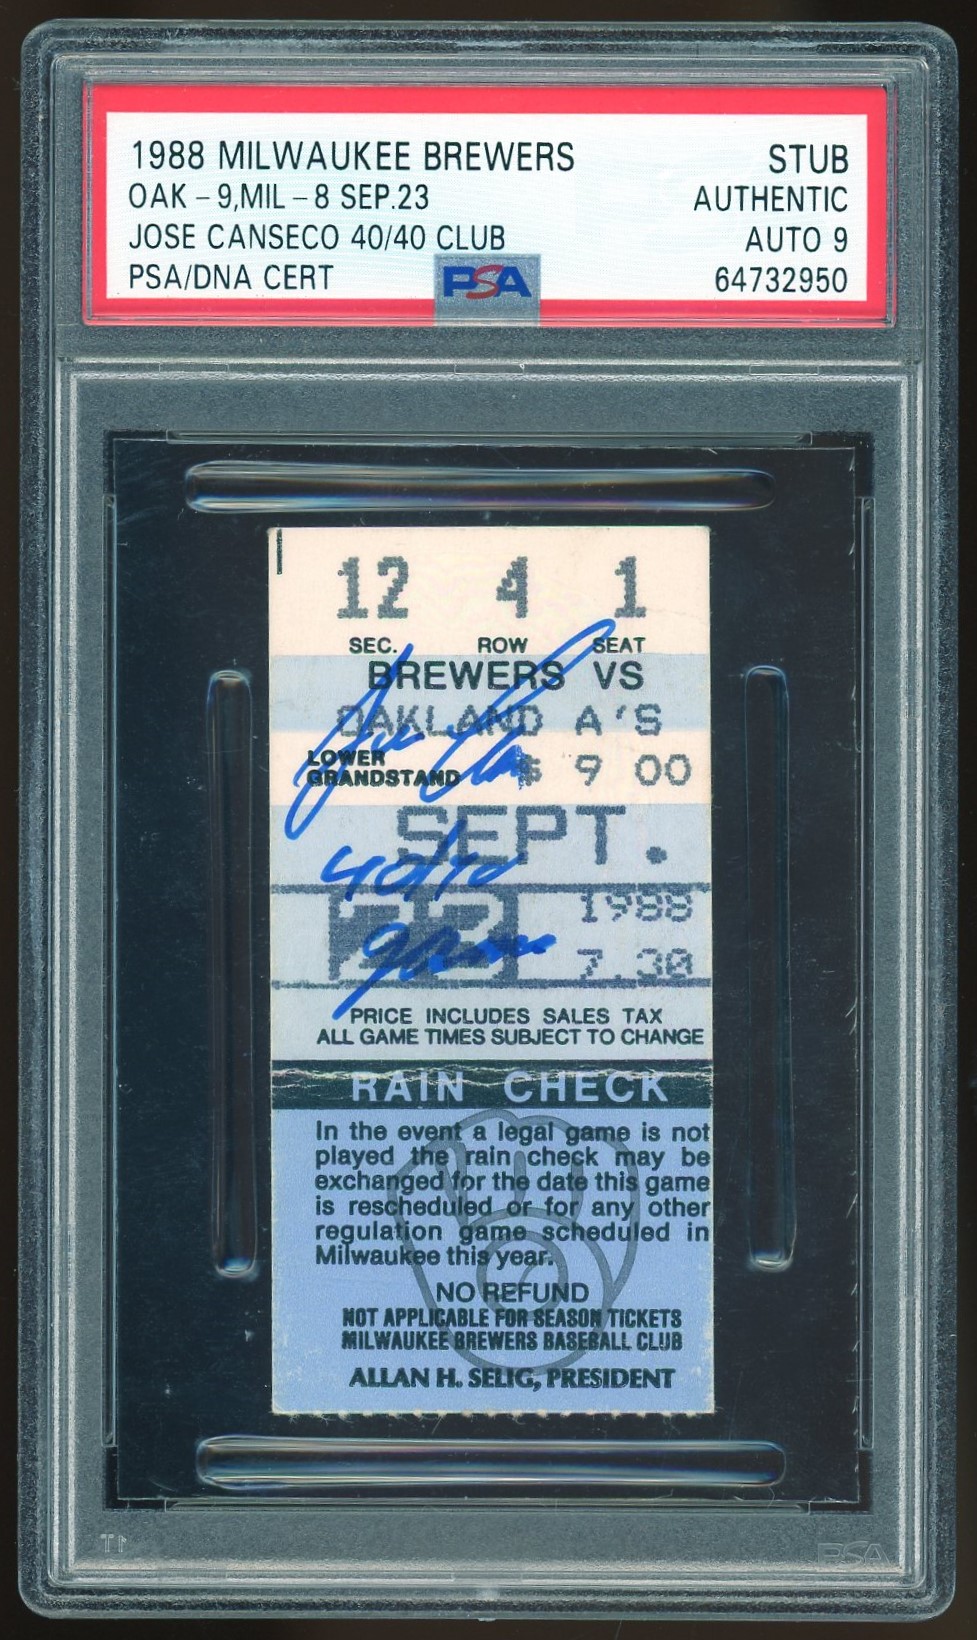 1988 MILWAUKEE BREWERS STUB
OAK - 9,MIL - 8 SEP.23 AUTHENTIC
JOSE CANSECO 40/40 CLUB AUTO 9
PSA/DNA CERT PSA 64732950
12 4 1
SEC. ROW SEAT
BREWERS VS
OAKLAND A'S
LOWER
GRANDSTAND $ 9 00
SEPT.
40/40
23 1988
7.30
PRICE INCLUDES SALES TAX
ALL GAME TIMES SUBJECT TO CHANGE
RAIN CHECK
In the event a legal game is not
played the rain check may be
exchanged for the date this game
is rescheduled or for any other
regulation game scheduled in
Milwaukee this year.
NO REFUND
NOT APPLICABLE FOR SEASON TICKETS
MILWAUKEE BREWERS BASEBALL CLUB
ALLAN H. SELIG, PRESIDENT
PSA